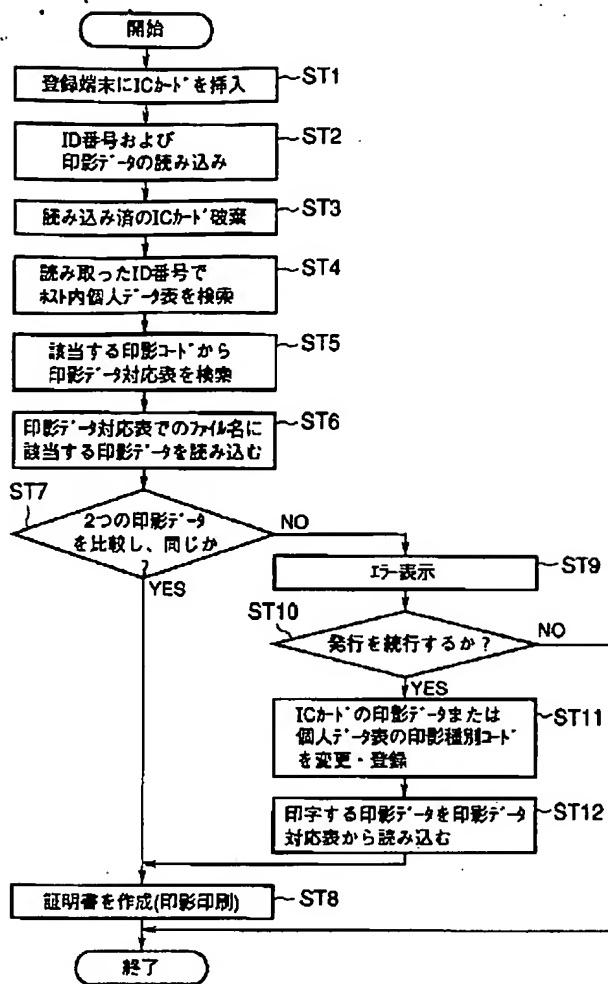 開始
登録端末にICカードを挿入
ST1
ID番号および
印影データの読み込み
ST2
読み込み済のICカード破棄
ST3
読み取ったID番号で
ホスト内個人データ表を検索
ST4
該当する印影コードから
印影データ対応表を検索
ST5
印影データ対応表でのファイル名に
該当する印影データを読み込む
ST6
ST7
2つの印影データ
を比較し、同じか
?
NO
YES
エラー表示
ST9
ST10
発行を続行するか?
NO
YES
ICカードの印影データまたは
個人データ表の印影種別コード
を変更・登録
ST11
印字する印影データを印影データ
対応表から読み込む
ST12
証明書を作成(印影印刷)
ST8
終了